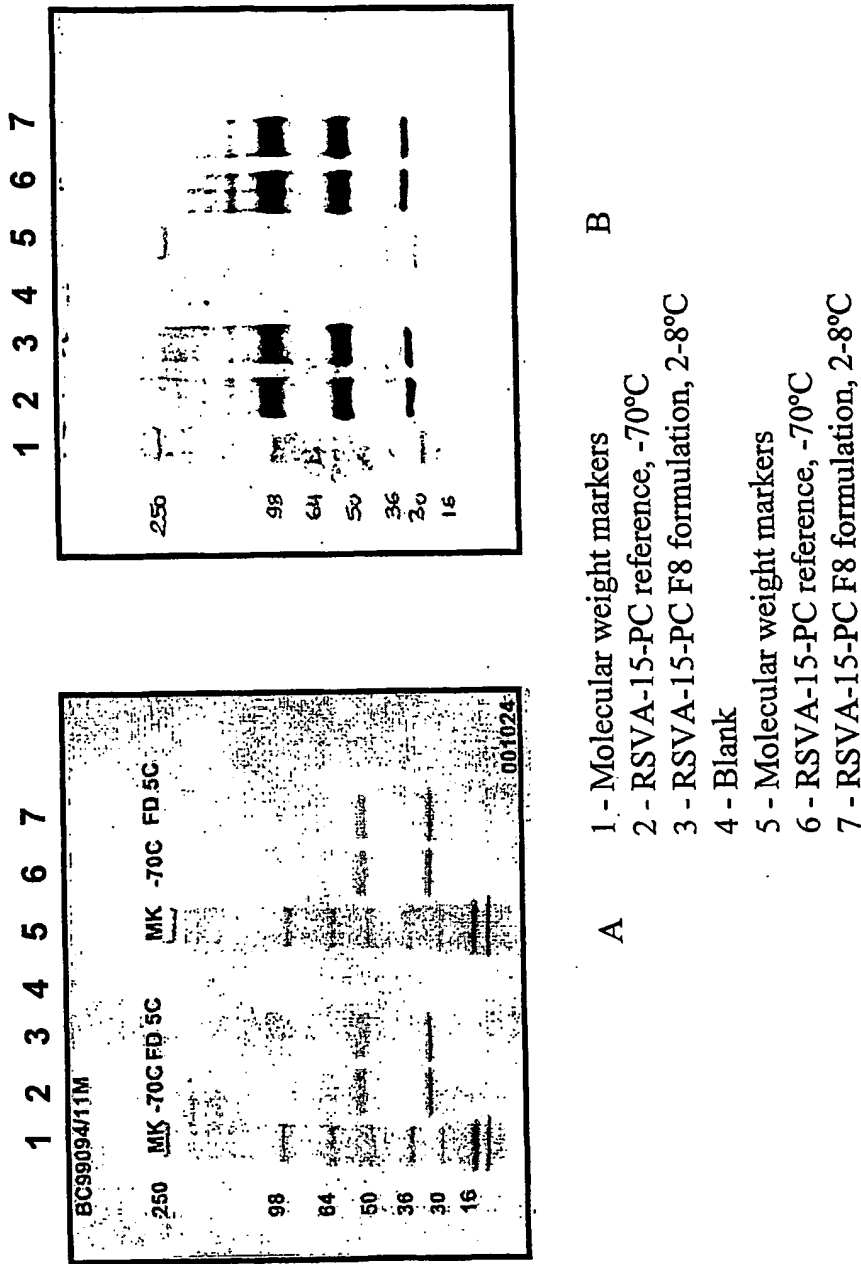 1 2 3 4 5 6 7
BC99094/11M
MK -70C FD 5C MK -70C FD 5C
250
98
64
50
36
30
16
001024
A
1 2 3 4 5 6 7
250
98
64
50
36
30
16
B
1 - Molecular weight markers
2 - RSVA-15-PC reference, -70°C
3 - RSVA-15-PC F8 formulation, 2-8°C
4 - Blank
5 - Molecular weight markers
6 - RSVA-15-PC reference, -70°C
7 - RSVA-15-PC F8 formulation, 2-8°C